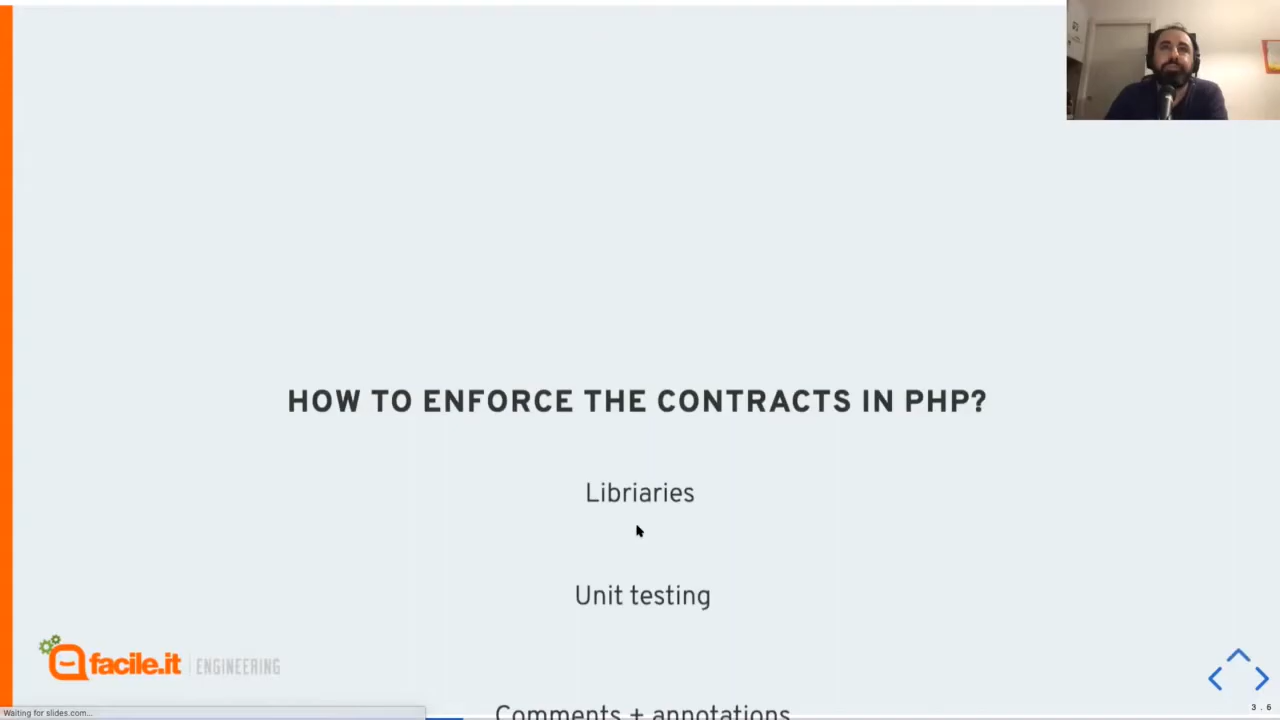 HOW TO ENFORCE THE CONTRACTS IN PHP?
Libriaries
Unit testing
Comments + annotations
facile.it ENGINEERING
Waiting for slides.com...
3 . 6